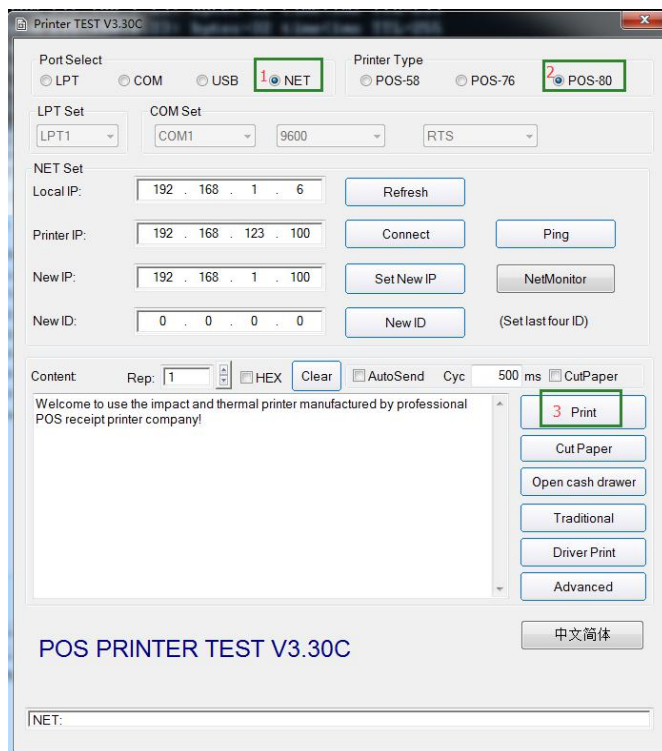 Printer TEST V3.30C
Port Select
LPT COM USB 1 NET
Printer Type
POS-58 POS-76 2 POS-80
LPT Set
LPT1
COM Set
COM1 9600 RTS
NET Set
Local IP: 192 . 168 . 1 . 6 Refresh
Printer IP: 192 . 168 . 123 . 100 Connect Ping
New IP: 192 . 168 . 1 . 100 Set New IP NetMonitor
New ID: 0 . 0 . 0 . 0 New ID (Set last four ID)
Content: Rep: 1 HEX Clear AutoSend Cyc 500 ms CutPaper
Welcome to use the impact and thermal printer manufactured by professional
POS receipt printer company!
3 Print
Cut Paper
Open cash drawer
Traditional
Driver Print
Advanced
中文简体
POS PRINTER TEST V3.30C
NET: